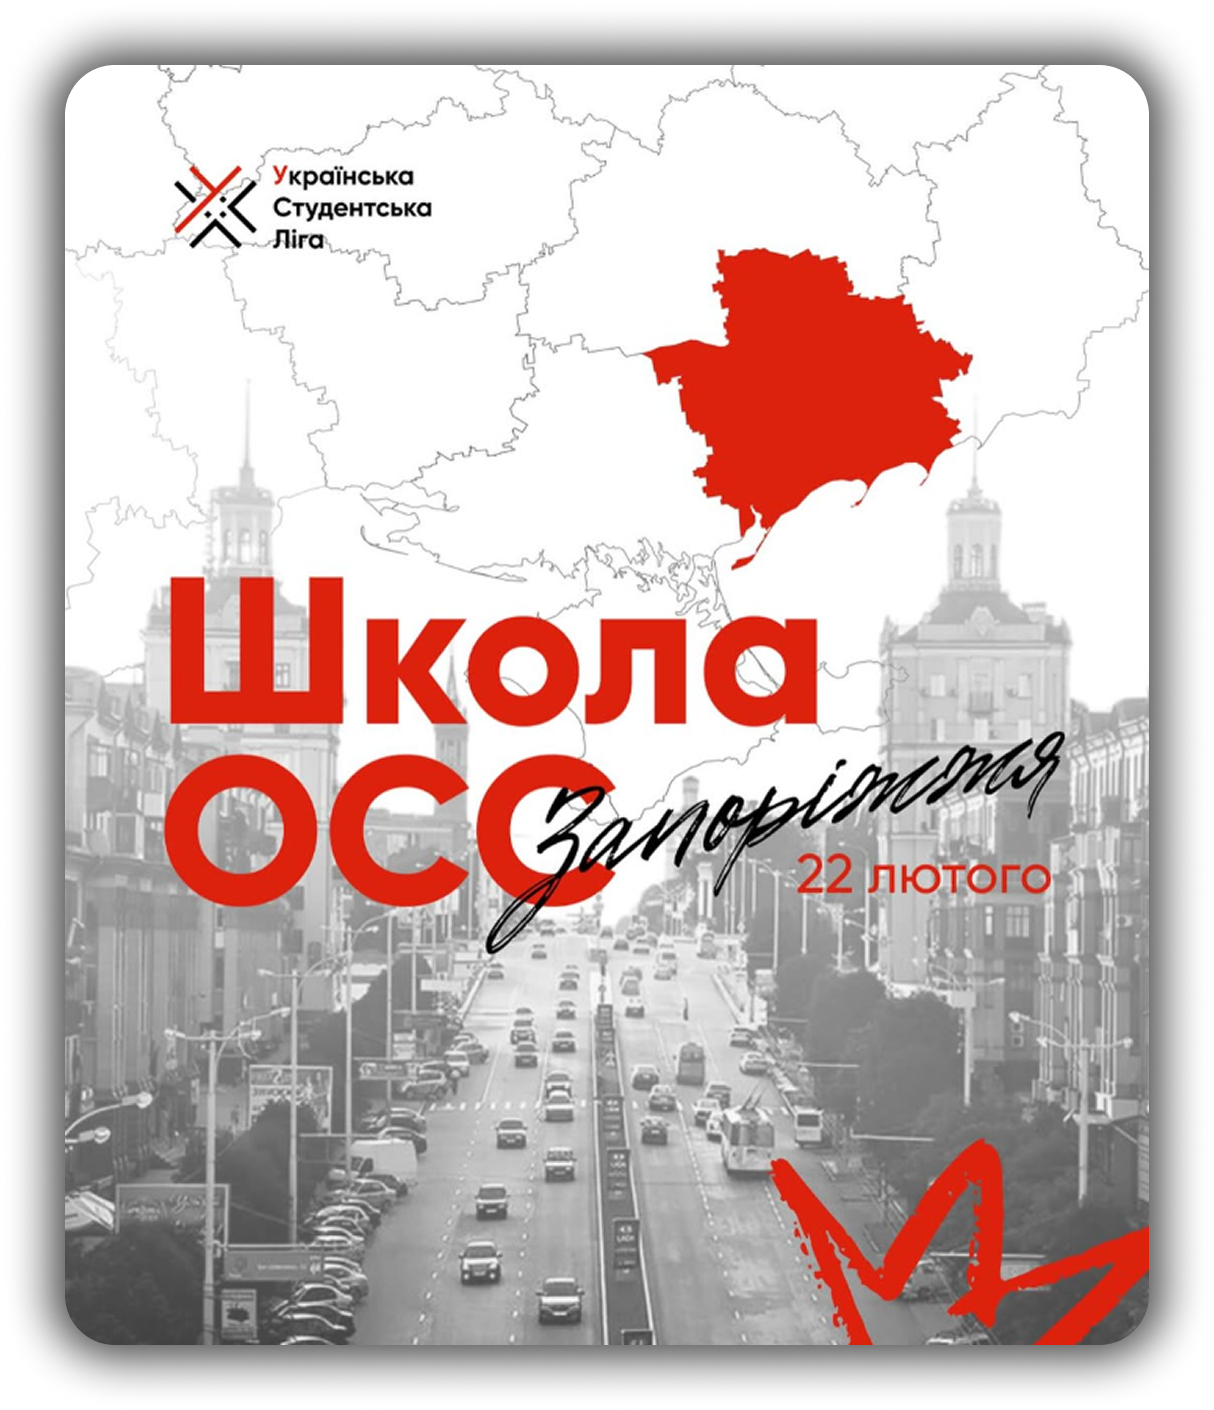 Українська
Студентська
Ліга
Школа
ОСС
Запоріжжя
22 лютого